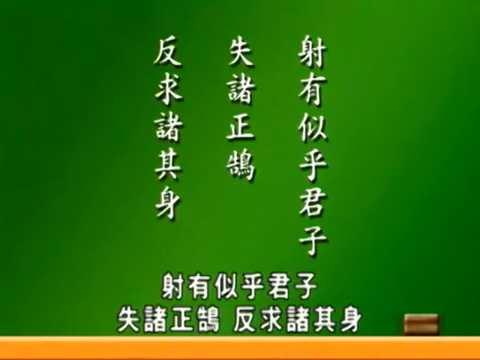 射有似乎君子
失諸正鵠
反求諸其身
射有似乎君子
失諸正鵠 反求諸其身